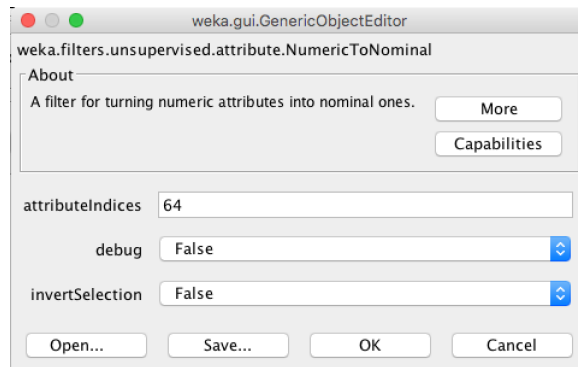 weka.gui.GenericObjectEditor
weka.filters.unsupervised.attribute.NumericToNominal
About
A filter for turning numeric attributes into nominal ones.
More
Capabilities
attributeIndices 64
debug False
invertSelection False
Open... Save... OK Cancel